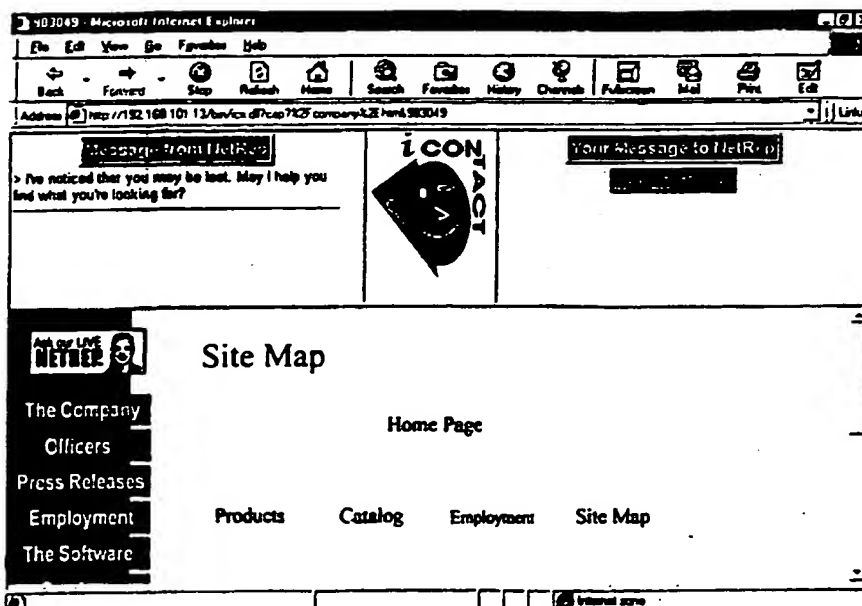 903049 - Microsoft Internet Explorer
File Edit View Go Favorites Help
Back Forward Stop Refresh Home Search Favorites History Channels Fullscreen Mail Print Edit
Address Links
Message from NetRep
i CONTACT
Your Message to NetRep
> I've noticed that you may be lost. May I help you
find what you're looking for?
Ask our LIVE
NETREP
Site Map
The Company
Home Page
Officers
Press Releases
Employment
Products Catalog Employment Site Map
The Software
Internet zone